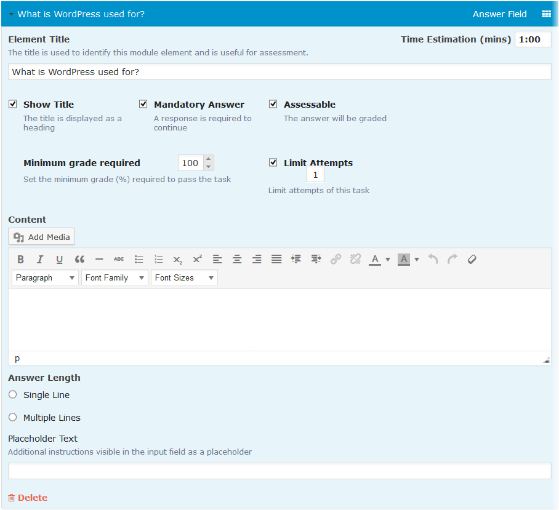 What is WordPress used for?
Answer Field
Element Title
Time Estimation (mins) 1:00
The title is used to identify this module element and is useful for assessment.
What is WordPress used for?
Show Title
Mandatory Answer
Assessable
The title is displayed as a
heading
A response is required to
continue
The answer will be graded
Minimum grade required
100
Limit Attempts
1
Set the minimum grade (%) required to pass the task
Limit attempts of this task
Content
Add Media
B I U ABC X₂ X² A A
Paragraph Font Family Font Sizes
p
Answer Length
Single Line
Multiple Lines
Placeholder Text
Additional instructions visible in the input field as a placeholder
Delete